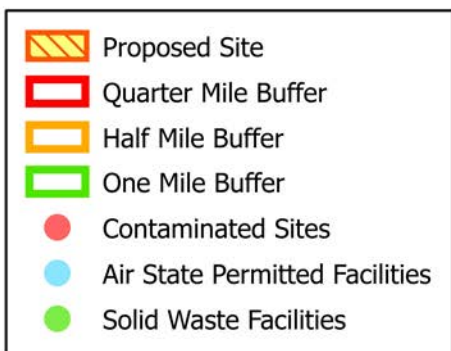 Proposed Site
Quarter Mile Buffer
Half Mile Buffer
One Mile Buffer
Contaminated Sites
Air State Permitted Facilities
Solid Waste Facilities